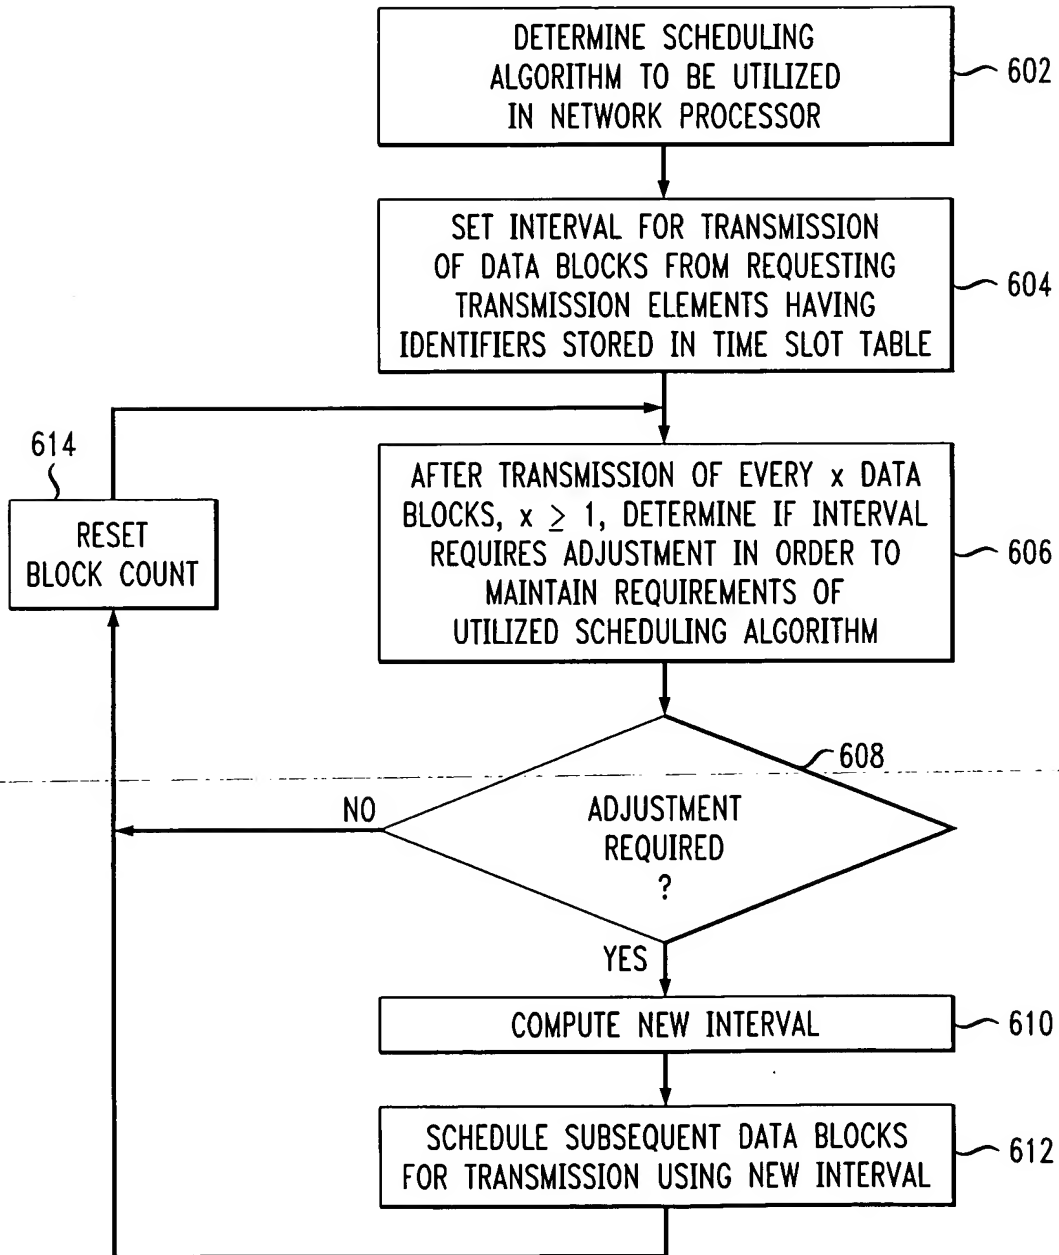 DETERMINE SCHEDULING
ALGORITHM TO BE UTILIZED
IN NETWORK PROCESSOR
602
SET INTERVAL FOR TRANSMISSION
OF DATA BLOCKS FROM REQUESTING
TRANSMISSION ELEMENTS HAVING
IDENTIFIERS STORED IN TIME SLOT TABLE
604
614
RESET
BLOCK COUNT
AFTER TRANSMISSION OF EVERY x DATA
BLOCKS, x ≥ 1, DETERMINE IF INTERVAL
REQUIRES ADJUSTMENT IN ORDER TO
MAINTAIN REQUIREMENTS OF
UTILIZED SCHEDULING ALGORITHM
606
608
NO
ADJUSTMENT
REQUIRED
?
YES
COMPUTE NEW INTERVAL
610
SCHEDULE SUBSEQUENT DATA BLOCKS
FOR TRANSMISSION USING NEW INTERVAL
612